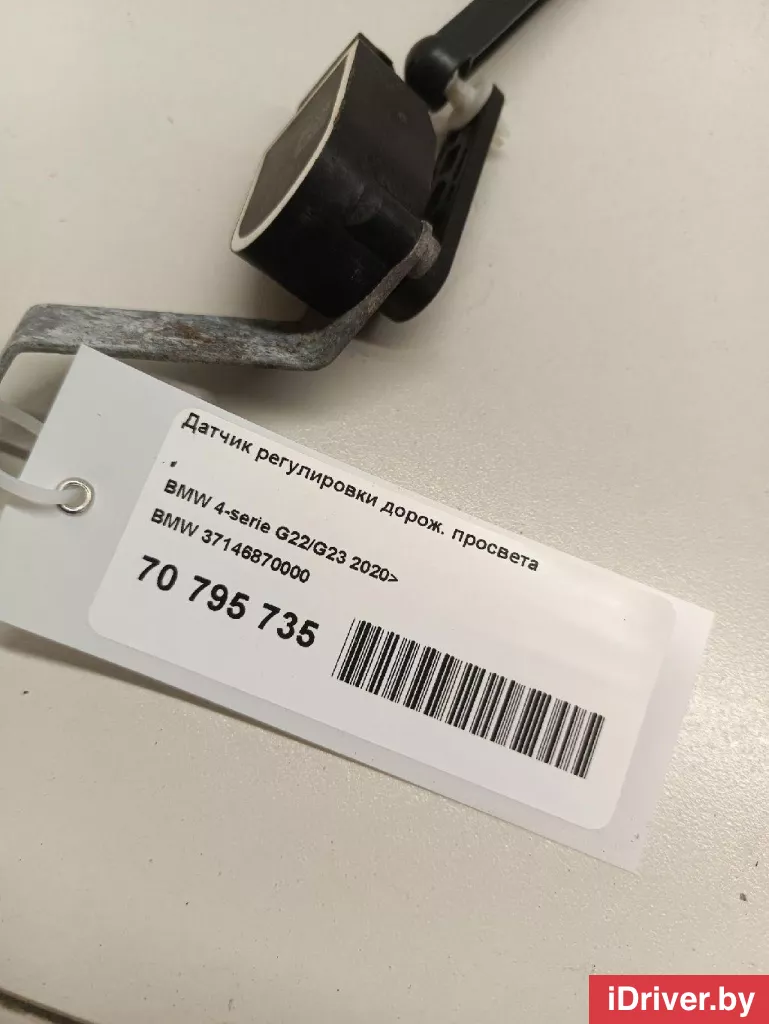 Датчик регулировки дорож. просвета
,
BMW 4-serie G22/G23 2020>
BMW 37146870000
70 795 735
iDriver.by